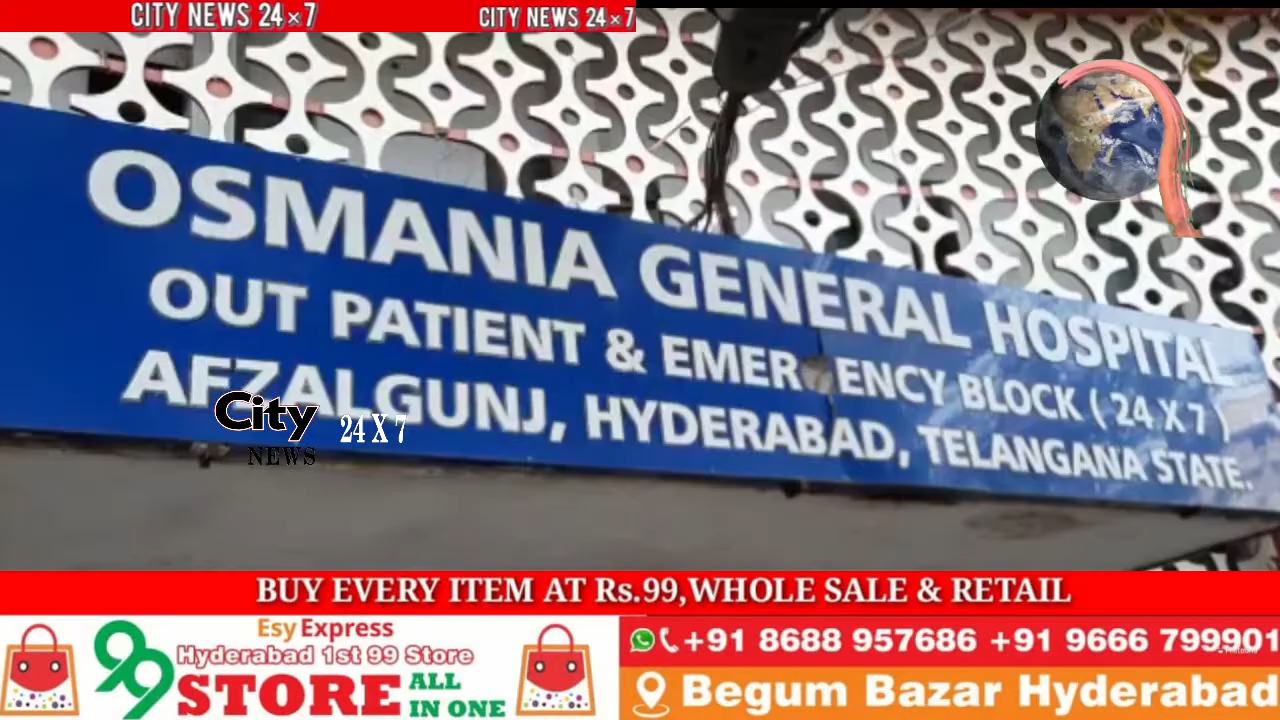 CITY NEWS 24×7 CITY NEWS 24×7
OSMANIA GENERAL HOSPITAL
OUT PATIENT & EMER ENCY BLOCK ( 24 X 7 )
AFZALGUNJ, HYDERABAD, TELANGANA STATE.
City 24 X 7
NEWS
BUY EVERY ITEM AT Rs.99,WHOLE SALE & RETAIL
Esy Express
Hyderabad 1st 99 Store
99 STORE ALL IN ONE
+91 8688 957686 +91 9666 799901
Begum Bazar Hyderabad